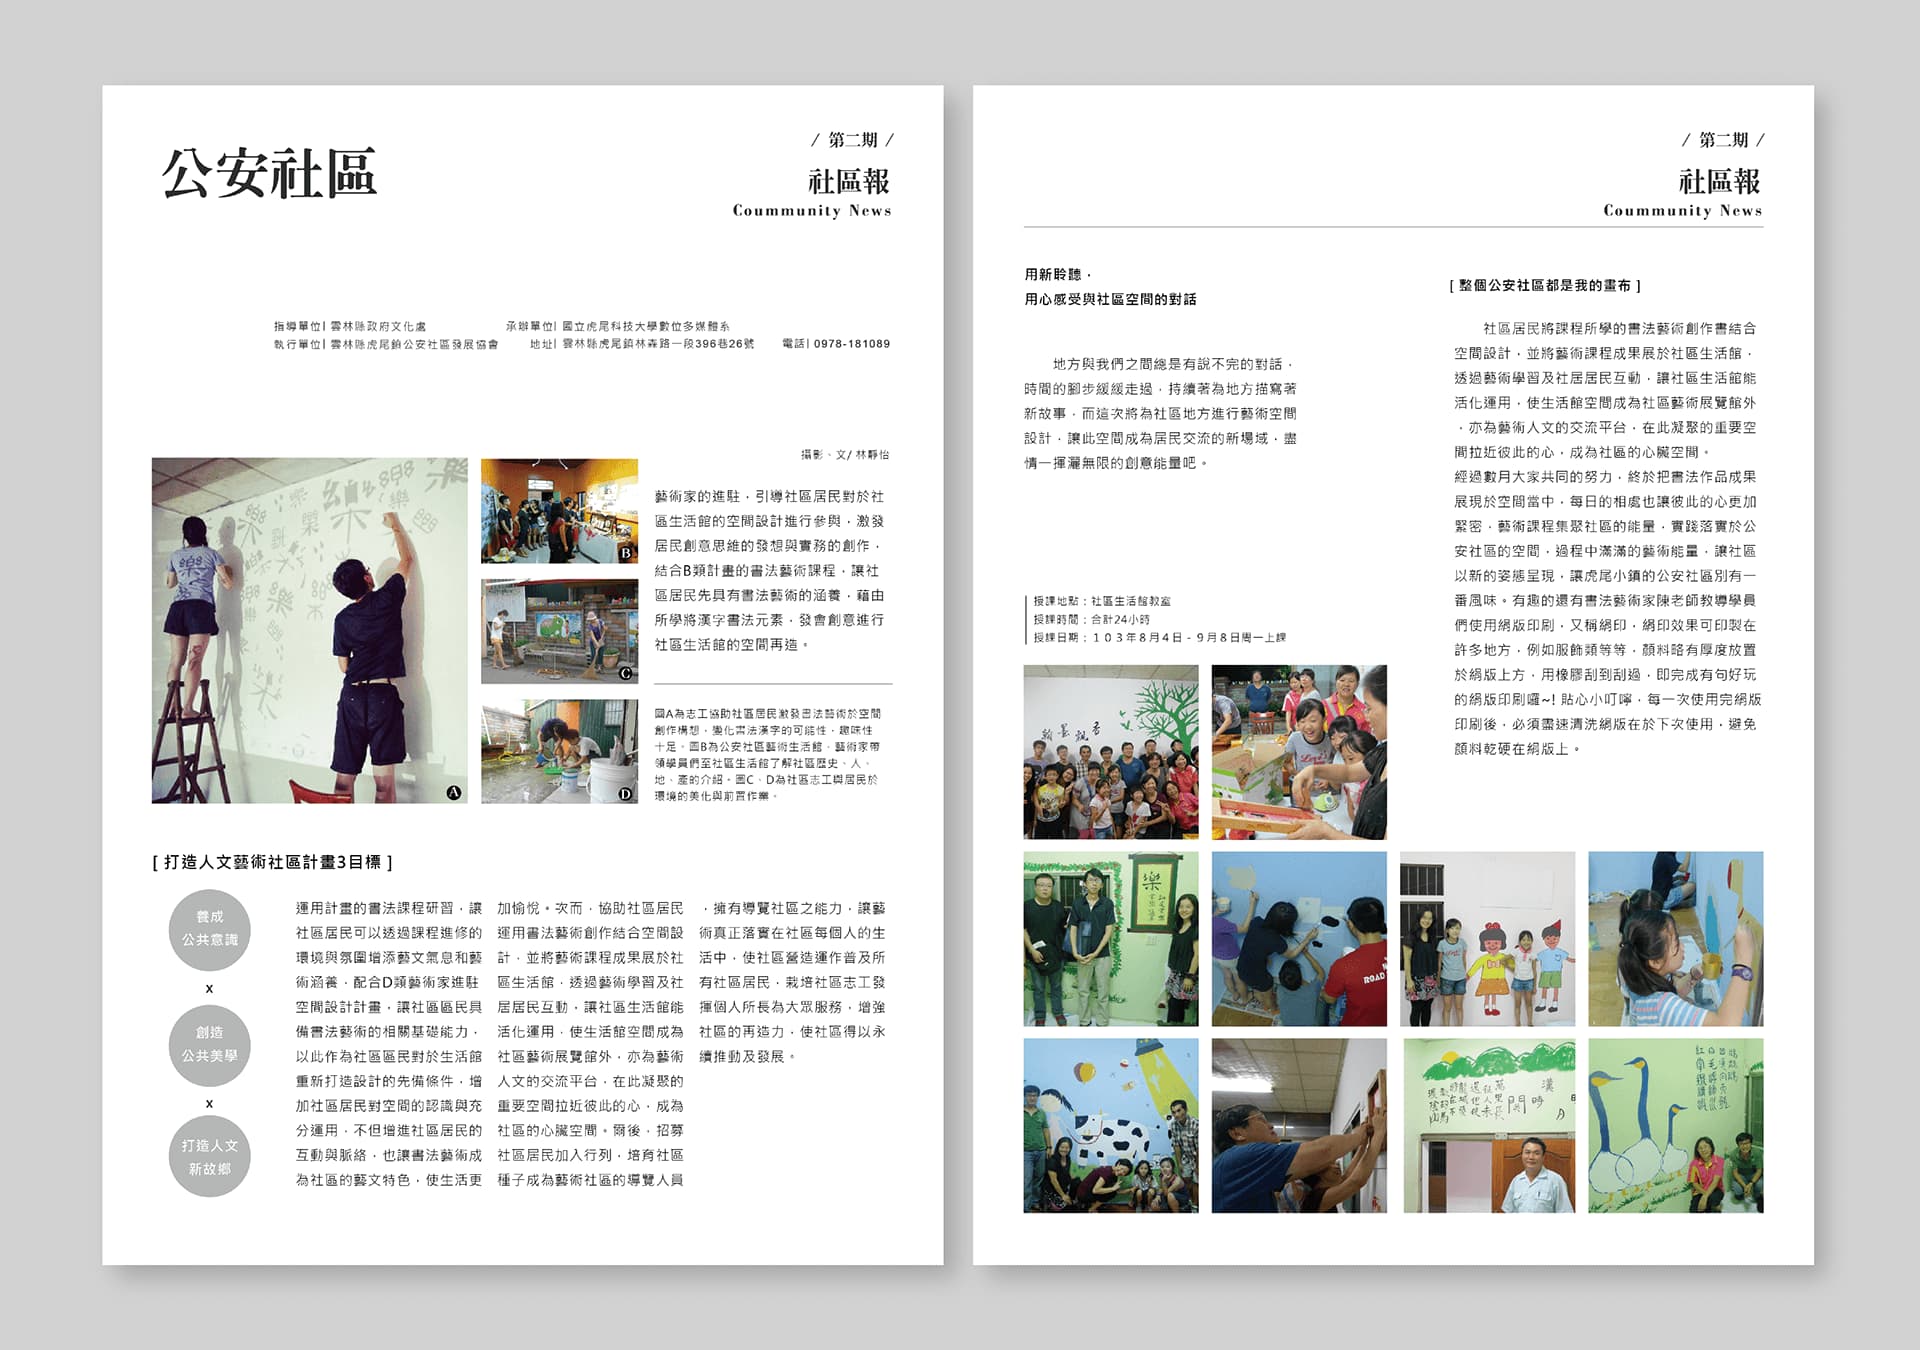 公安社區
/ 第二期 /
社區報
Coummunity News
指導單位| 雲林縣政府文化處
承辦單位| 國立虎尾科技大學數位多媒體系
執行單位| 雲林縣虎尾鎮公安社區發展協會
地址| 雲林縣虎尾鎮林森路一段396巷26號
電話| 0978-181089
攝影、文/ 林靜怡
藝術家的進駐，引導社區居民對於社
區生活館的空間設計進行參與，激發
居民創意思維的發想與實務的創作，
結合B類計畫的書法藝術課程，讓社
區居民先具有書法藝術的涵養，藉由
所學將漢字書法元素，發會創意進行
社區生活館的空間再造。
A
B
C
D
圖A為志工協助社區居民激發書法藝術於空間
創作構想，變化書法漢字的可能性，趣味性
十足。圖B為公安社區藝術生活館，藝術家帶
領學員們至社區生活館了解社區歷史、人、
地、產的介紹。圖C、D為社區志工與居民於
環境的美化與前置作業。
[ 打造人文藝術社區計畫3目標 ]
養成
公共意識
x
創造
公共美學
x
打造人文
新故鄉
運用計畫的書法課程研習，讓
社區居民可以透過課程進修的
環境與氛圍增添藝文氣息和藝
術涵養，配合D類藝術家進駐
空間設計計畫，讓社區區民具
備書法藝術的相關基礎能力，
以此作為社區區民對於生活館
重新打造設計的先備條件，增
加社區居民對空間的認識與充
分運用，不但增進社區居民的
互動與脈絡，也讓書法藝術成
為社區的藝文特色，使生活更
加愉悅。次而，協助社區居民
運用書法藝術創作結合空間設
計，並將藝術課程成果展於社
區生活館，透過藝術學習及社
居居民互動，讓社區生活館能
活化運用，使生活館空間成為
社區藝術展覽館外，亦為藝術
人文的交流平台，在此凝聚的
重要空間拉近彼此的心，成為
社區的心臟空間。爾後，招募
社區居民加入行列，培育社區
種子成為藝術社區的導覽人員
，擁有導覽社區之能力，讓藝
術真正落實在社區每個人的生
活中，使社區營造運作普及所
有社區居民，栽培社區志工發
揮個人所長為大眾服務，增強
社區的再造力，使社區得以永
續推動及發展。
/ 第二期 /
社區報
Coummunity News
用新聆聽，
用心感受與社區空間的對話
地方與我們之間總是有說不完的對話，
時間的腳步緩緩走過，持續著為地方描寫著
新故事，而這次將為社區地方進行藝術空間
設計，讓此空間成為居民交流的新場域，盡
情一揮灑無限的創意能量吧。
授課地點：社區生活館教室
授課時間：合計24小時
授課日期：１０３年８月４日－９月８日周一上課
[ 整個公安社區都是我的畫布 ]
社區居民將課程所學的書法藝術創作書結合
空間設計，並將藝術課程成果展於社區生活館，
透過藝術學習及社居居民互動，讓社區生活館能
活化運用，使生活館空間成為社區藝術展覽館外
，亦為藝術人文的交流平台，在此凝聚的重要空
間拉近彼此的心，成為社區的心臟空間。
經過數月大家共同的努力，終於把書法作品成果
展現於空間當中，每日的相處也讓彼此的心更加
緊密，藝術課程集聚社區的能量，實踐落實於公
安社區的空間，過程中滿滿的藝術能量，讓社區
以新的姿態呈現，讓虎尾小鎮的公安社區別有一
番風味。有趣的還有書法藝術家陳老師教導學員
們使用絹版印刷，又稱絹印，絹印效果可印製在
許多地方，例如服飾類等等，顏料略有厚度放置
於絹版上方，用橡膠刮到刮過，即完成有句好玩
的絹版印刷囉~! 貼心小叮嚀，每一次使用完絹版
印刷後，必須盡速清洗絹版在於下次使用，避免
顏料乾硬在絹版上。
翰墨飄香
樂
ROAD